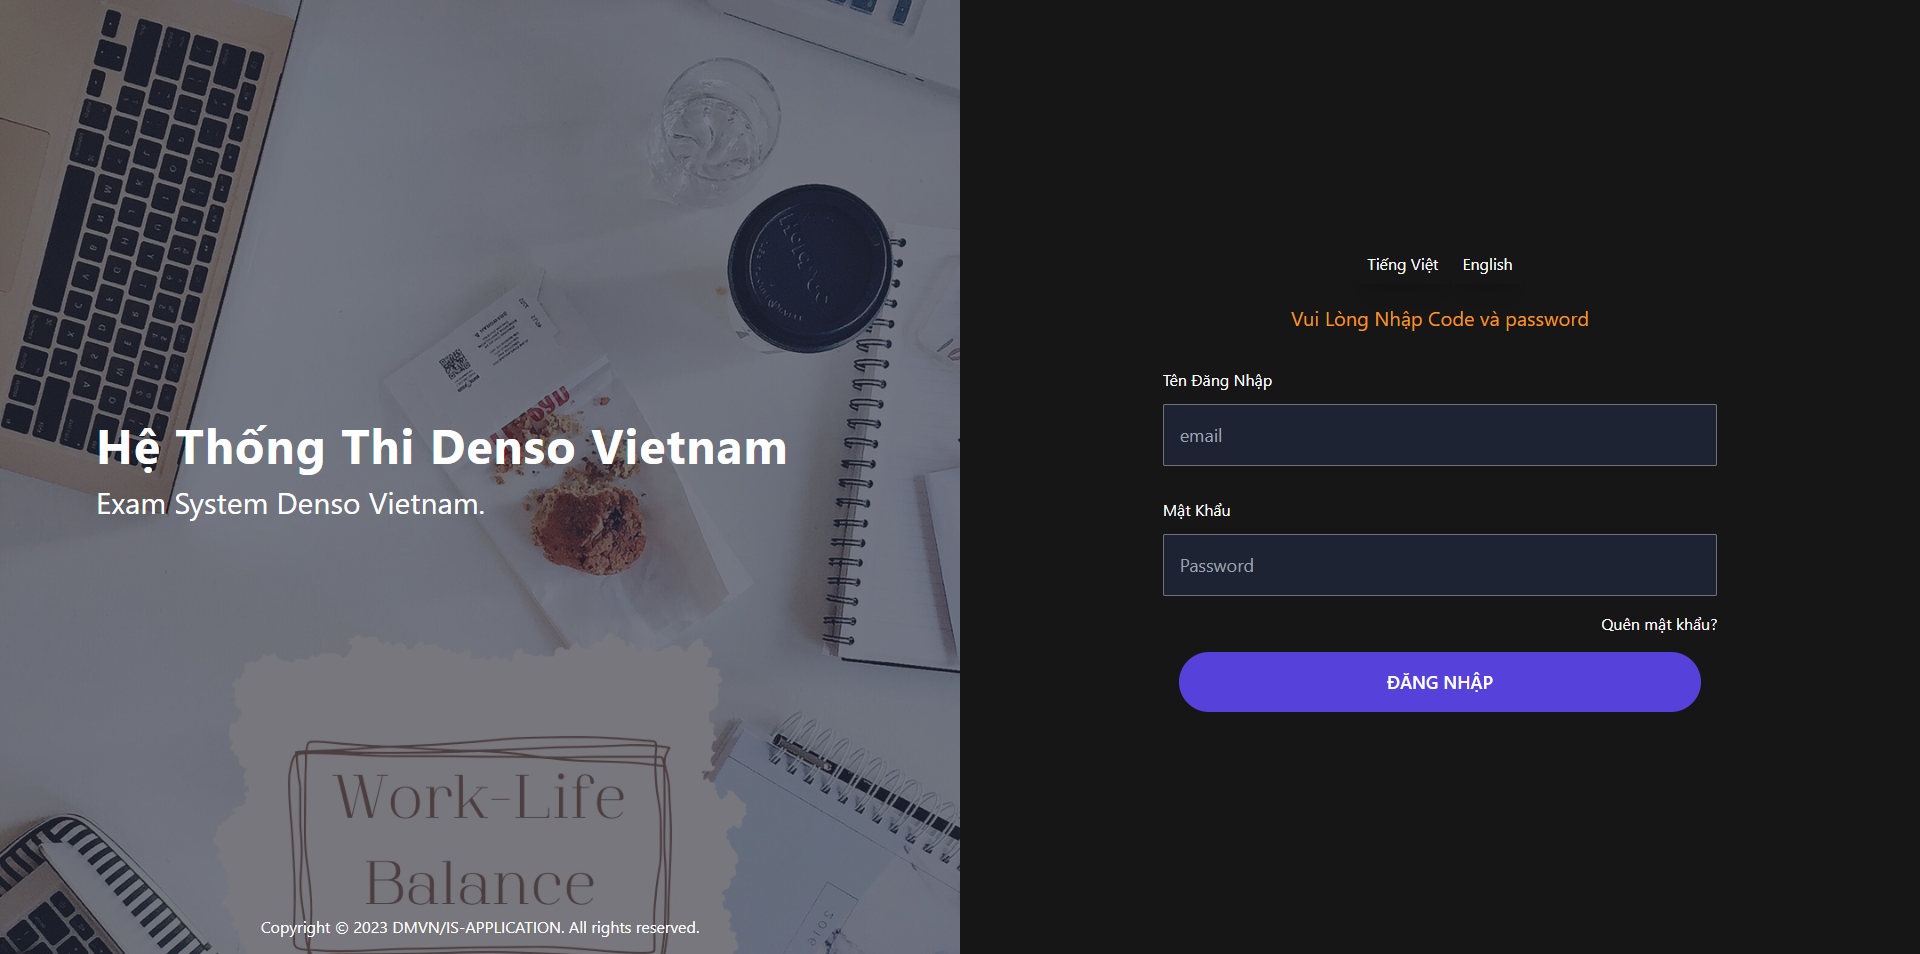 Hệ Thống Thi Denso Vietnam
Exam System Denso Vietnam.
Work-Life
Balance
Copyright © 2023 DMVN/IS-APPLICATION. All rights reserved.
Tiếng Việt English
Vui Lòng Nhập Code và password
Tên Đăng Nhập
email
Mật Khẩu
Password
Quên mật khẩu?
ĐĂNG NHẬP